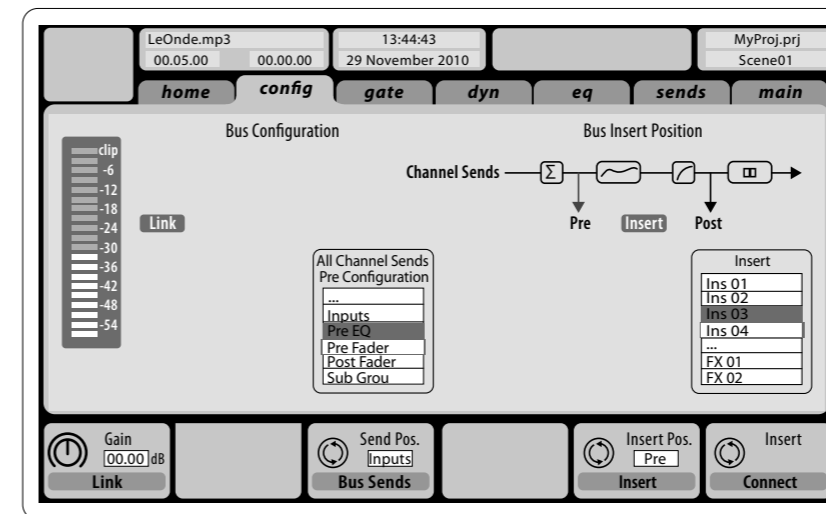 LeOnde.mp3
00.05.00 00.00.00
13:44:43
29 November 2010
MyProj.prj
Scene01
home config gate dyn eq sends main
Bus Configuration
Bus Insert Position
clip
-6
-12
-18
-24
-30
-36
-42
-48
-54
Link
Channel Sends
Σ
Pre Insert Post
All Channel Sends
Pre Configuration
...
Inputs
Pre EQ
Pre Fader
Post Fader
Sub Grou
Insert
Ins 01
Ins 02
Ins 03
Ins 04
...
FX 01
FX 02
Gain
00.00 dB
Link
Send Pos.
Inputs
Bus Sends
Insert Pos.
Pre
Insert
Insert
Connect